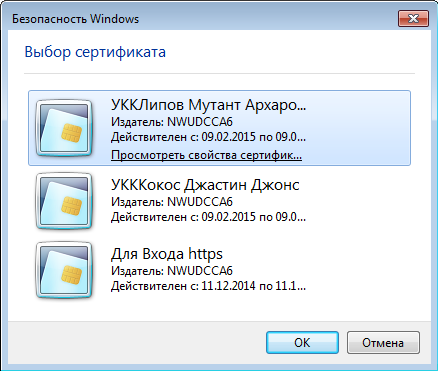 Безопасность Windows
Выбор сертификата
УККЛипов Мутант Архаро...
Издатель: NWUDCCA6
Действителен с: 09.02.2015 по 09.0...
Просмотреть свойства сертифик...
УКККокос Джастин Джонс
Издатель: NWUDCCA6
Действителен с: 09.02.2015 по 09.0...
Для Входа https
Издатель: NWUDCCA6
Действителен с: 11.12.2014 по 11.1...
ОК Отмена